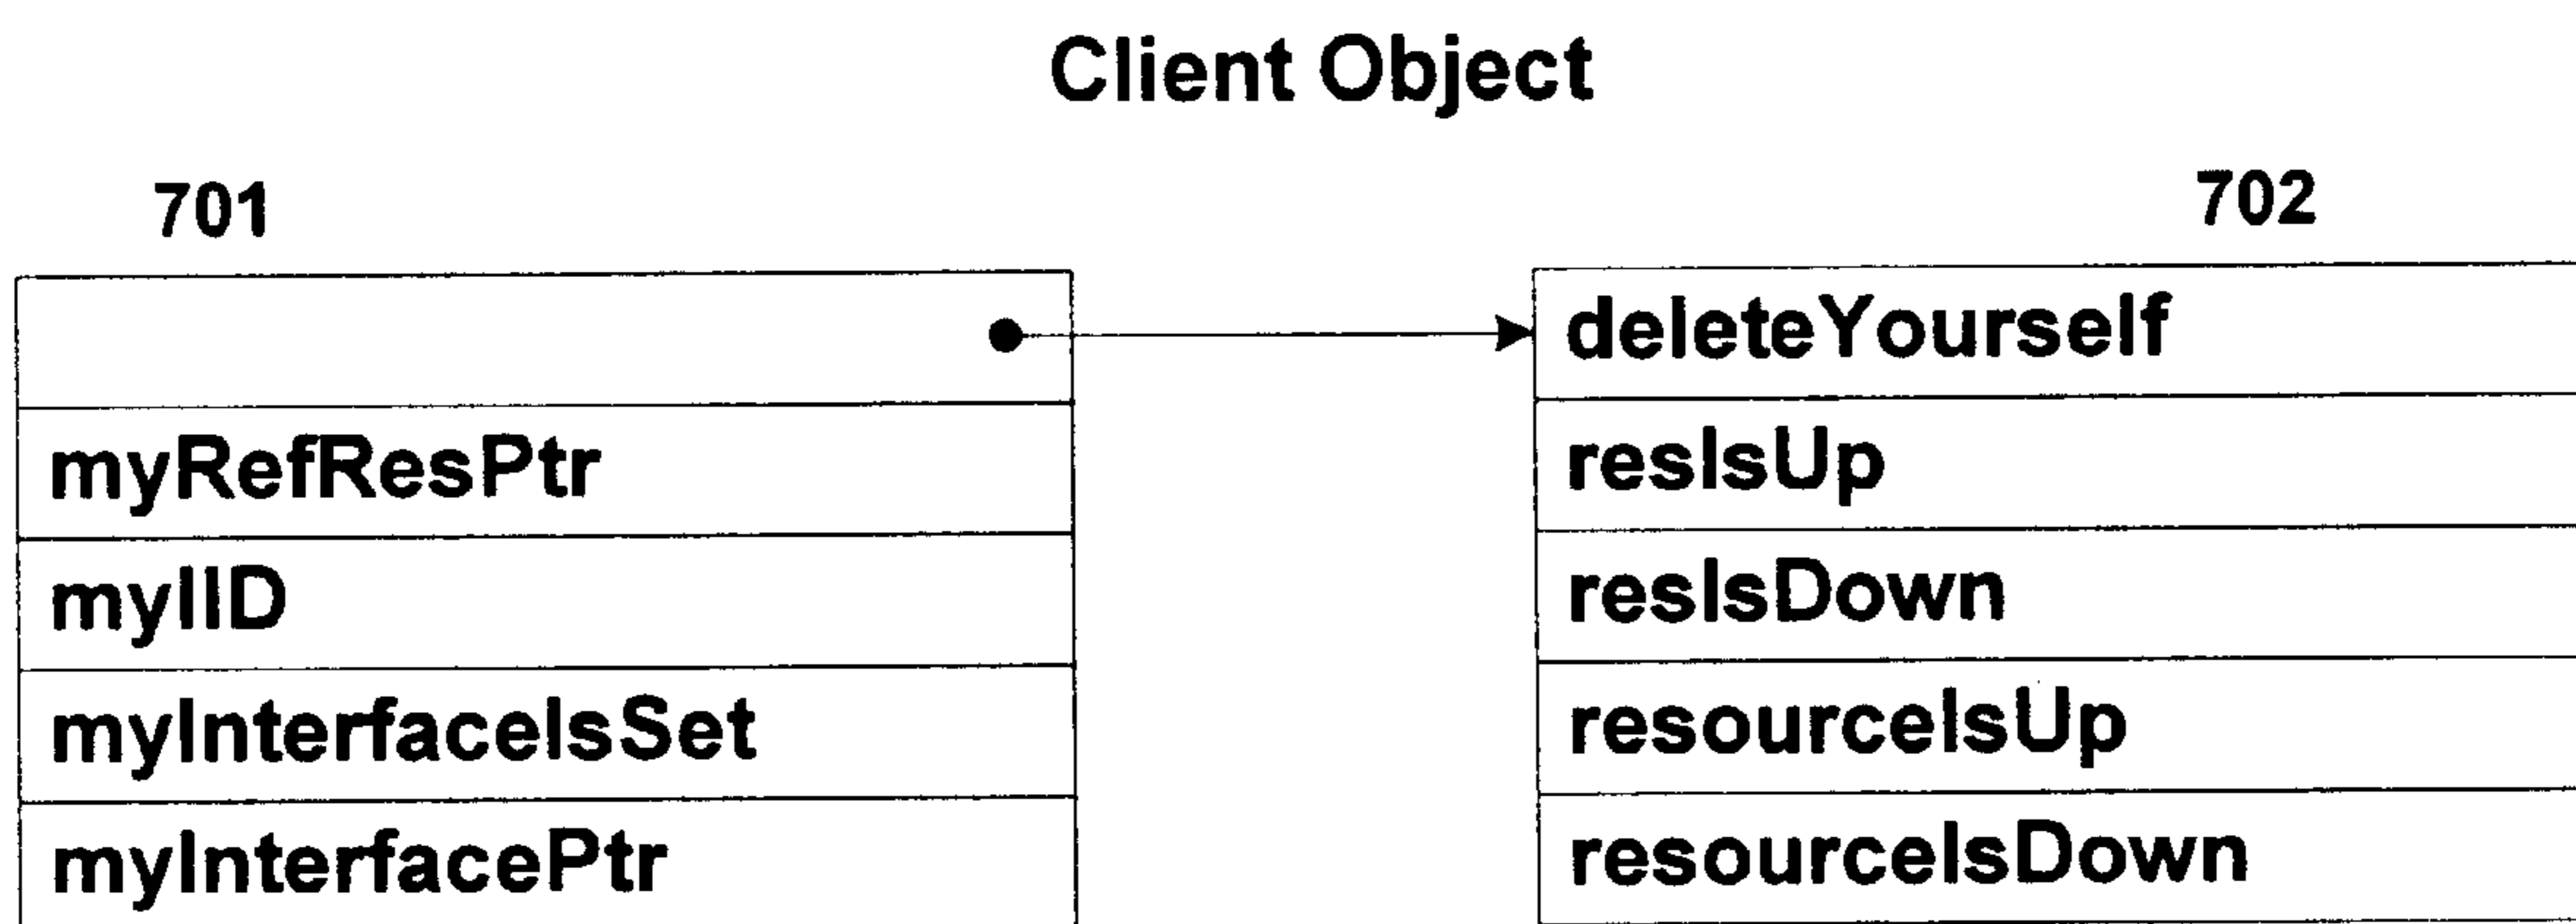 Client Object
701
702
deleteYourself
myRefResPtr
resIsUp
myIID
resIsDown
myInterfaceIsSet
resourceIsUp
myInterfacePtr
resourceIsDown